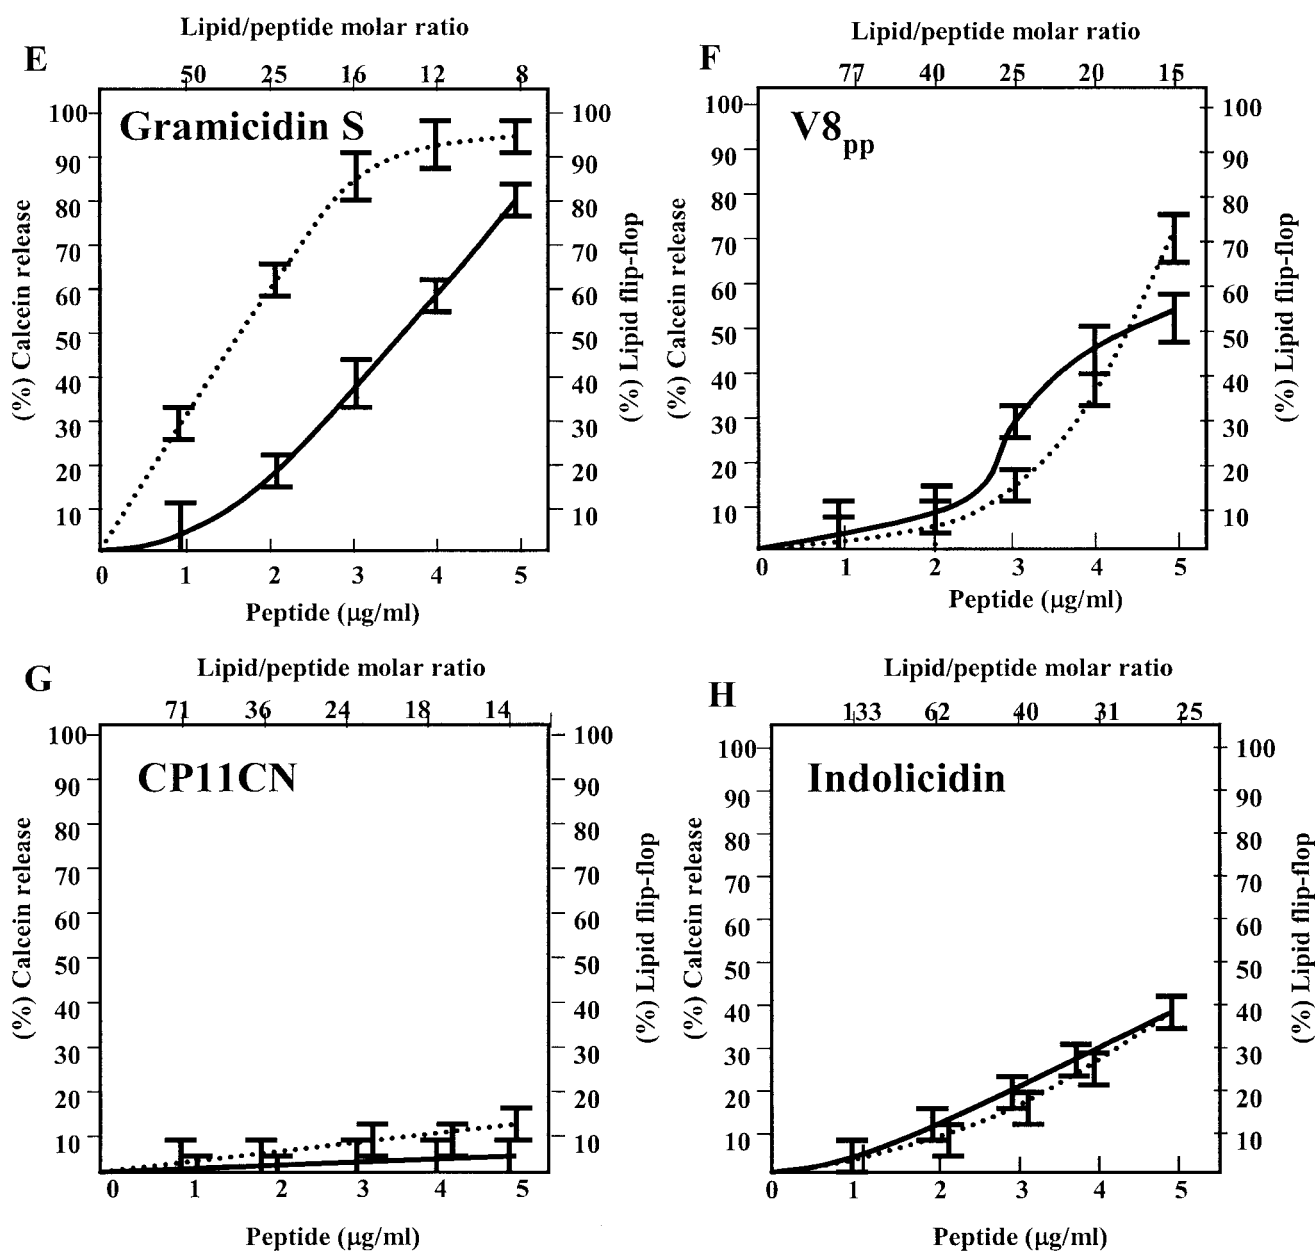 E
Lipid/peptide molar ratio
50 25 16 12 8
Gramicidin S
100 90 80 70 60 50 40 30 20 10
(%) Calcein release
100 90 80 70 60 50 40 30 20 10
(%) Lipid flip-flop
0 1 2 3 4 5
Peptide (μg/ml)
F
Lipid/peptide molar ratio
77 40 25 20 15
V8pp
100 90 80 70 60 50 40 30 20 10
(%) Calcein release
100 90 80 70 60 50 40 30 20 10
(%) Lipid flip-flop
0 1 2 3 4 5
Peptide (μg/ml)
G
Lipid/peptide molar ratio
71 36 24 18 14
CP11CN
100 90 80 70 60 50 40 30 20 10
(%) Calcein release
100 90 80 70 60 50 40 30 20 10
(%) Lipid flip-flop
0 1 2 3 4 5
Peptide (μg/ml)
H
Lipid/peptide molar ratio
133 62 40 31 25
Indolicidin
100 90 80 70 60 50 40 30 20 10
(%) Calcein release
100 90 80 70 60 50 40 30 20 10
(%) Lipid flip-flop
0 1 2 3 4 5
Peptide (μg/ml)